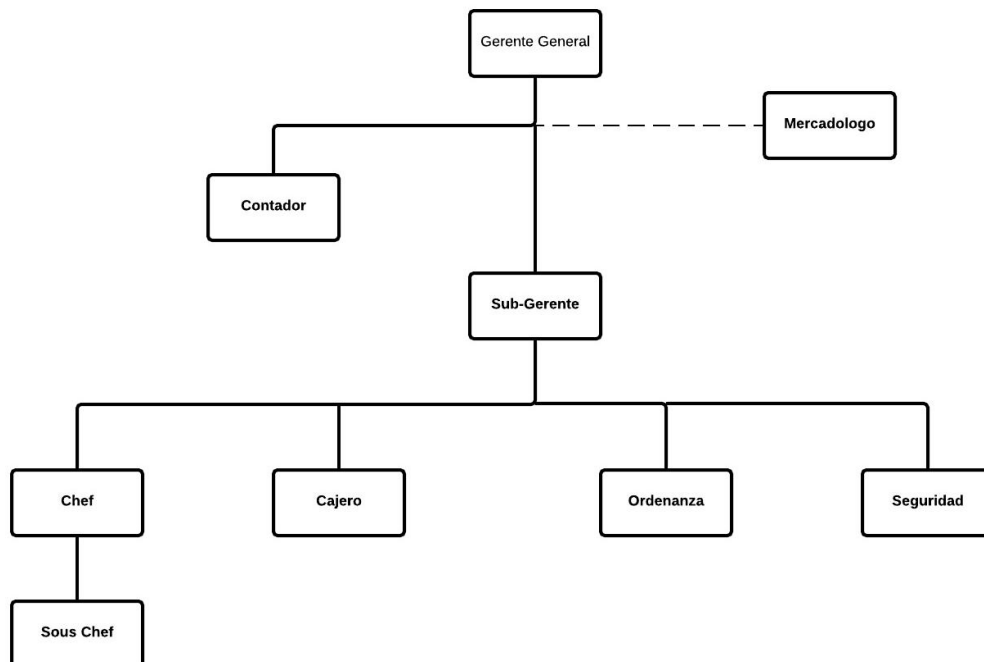 Gerente General
Mercadologo
Contador
Sub-Gerente
Chef
Cajero
Ordenanza
Seguridad
Sous Chef